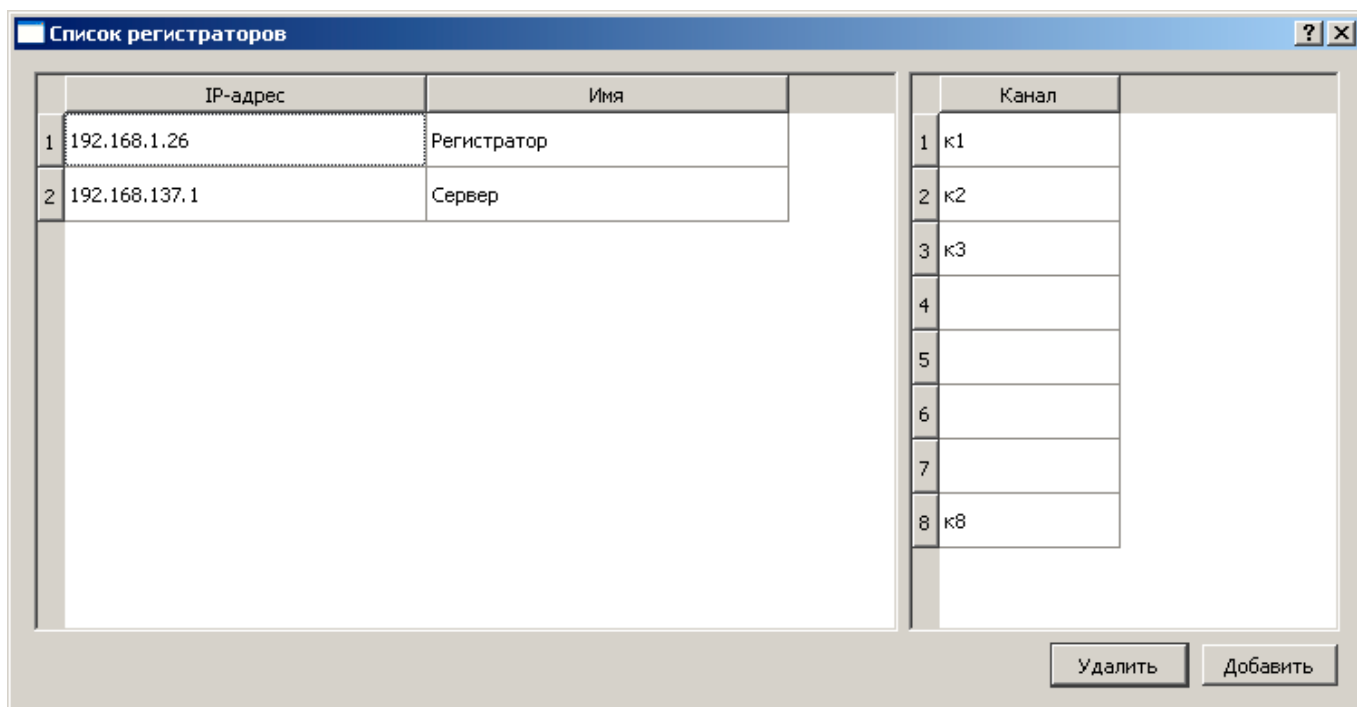 Список регистраторов
IP-адрес Имя
1 192.168.1.26 Регистратор
2 192.168.137.1 Сервер
Канал
1 к1
2 к2
3 к3
4
5
6
7
8 к8
Удалить Добавить